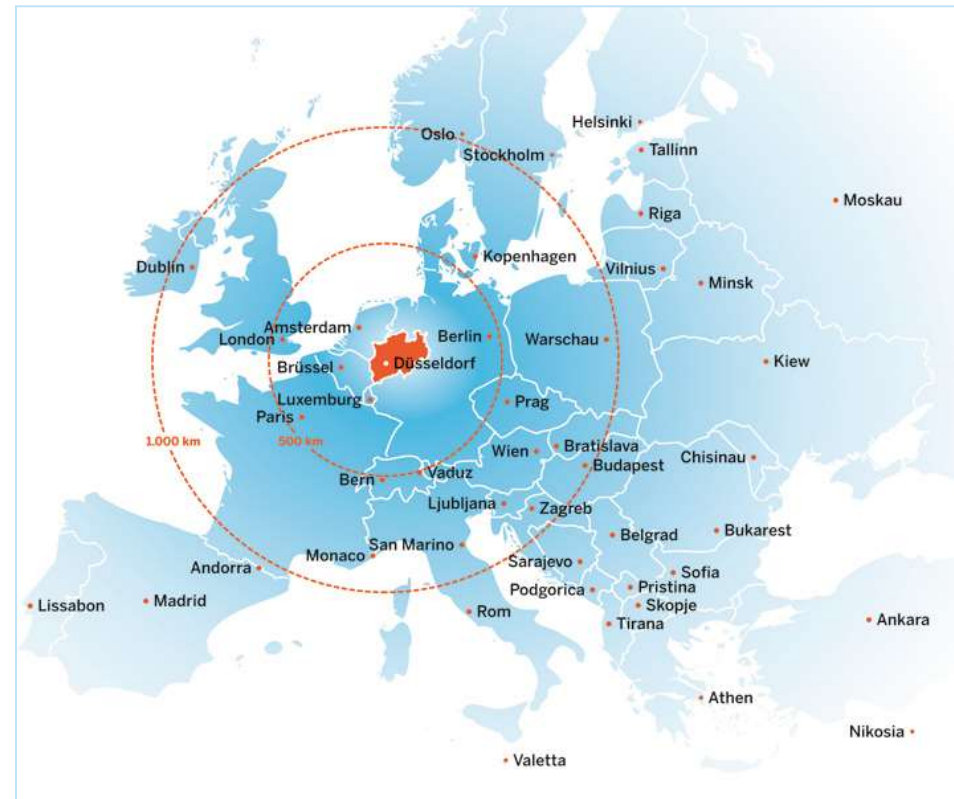 Oslo
Helsinki
Stockholm
Tallinn
Moskau
Riga
Dublin
Kopenhagen
Vilnius
Minsk
Amsterdam
London
Berlin
Warschau
Brüssel
Düsseldorf
Kiew
Luxemburg
Prag
Paris
1.000 km
500 km
Wien
Bratislava
Chisinau
Budapest
Bern
Vaduz
Ljubljana
Zagreb
Bukarest
Belgrad
San Marino
Monaco
Sarajevo
Andorra
Sofia
Podgorica
Pristina
Lissabon
Madrid
Rom
Skopje
Tirana
Ankara
Athen
Nikosia
Valetta